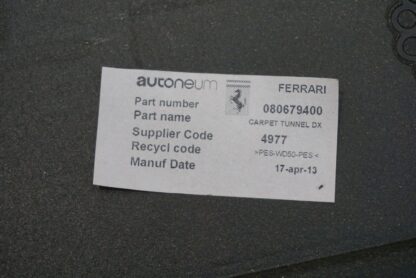 autoneum FERRARI
Part number 080679400
Part name CARPET TUNNEL DX
Supplier Code 4977
Recycl code >PES-WD50-PES<
Manuf Date 17-apr-13